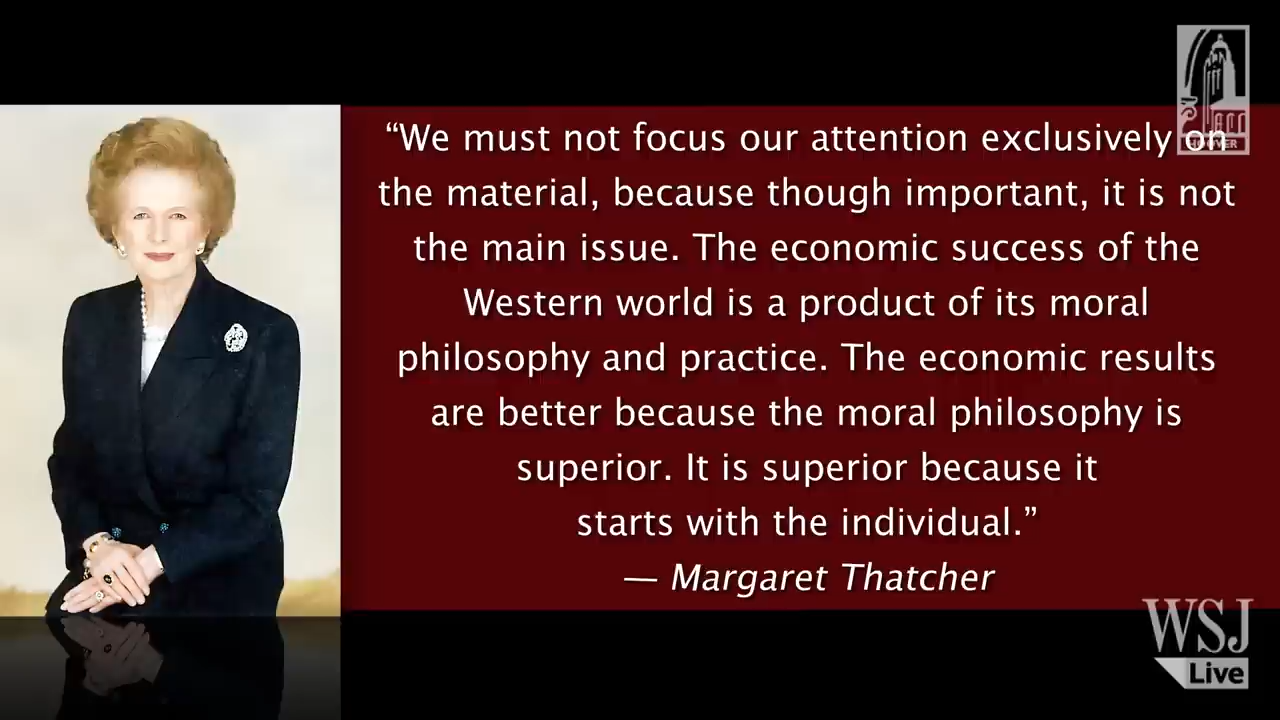 “We must not focus our attention exclusively on
the material, because though important, it is not
the main issue. The economic success of the
Western world is a product of its moral
philosophy and practice. The economic results
are better because the moral philosophy is
superior. It is superior because it
starts with the individual.”
— Margaret Thatcher
HOOVER
WSJ
Live